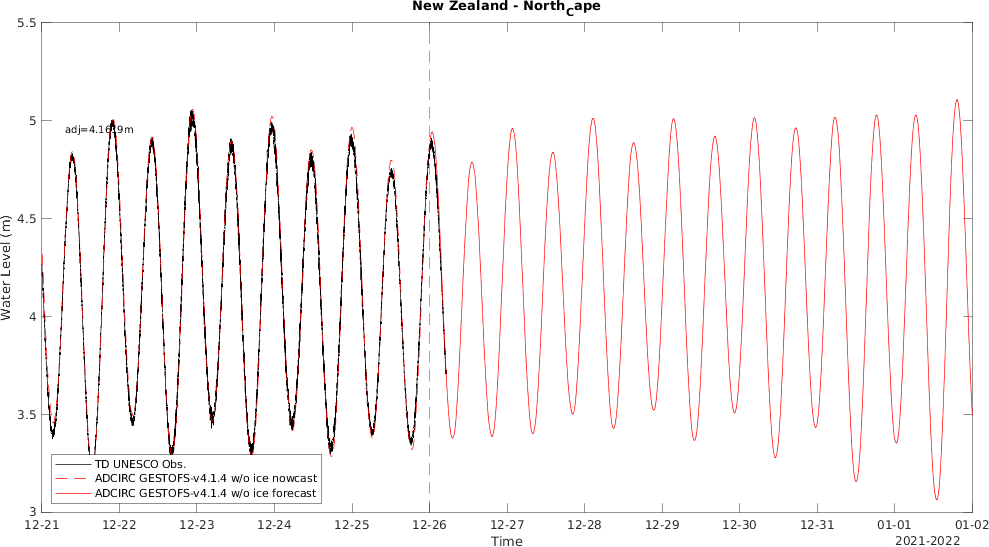 New Zealand - NorthCape
5.5
5
4.5
4
3.5
3
Water Level (m)
adj=4.1619m
TD UNESCO Obs.
ADCIRC GESTOFS-v4.1.4 w/o ice nowcast
ADCIRC GESTOFS-v4.1.4 w/o ice forecast
12-21 12-22 12-23 12-24 12-25 12-26 12-27 12-28 12-29 12-30 12-31 01-01 01-02
Time
2021-2022